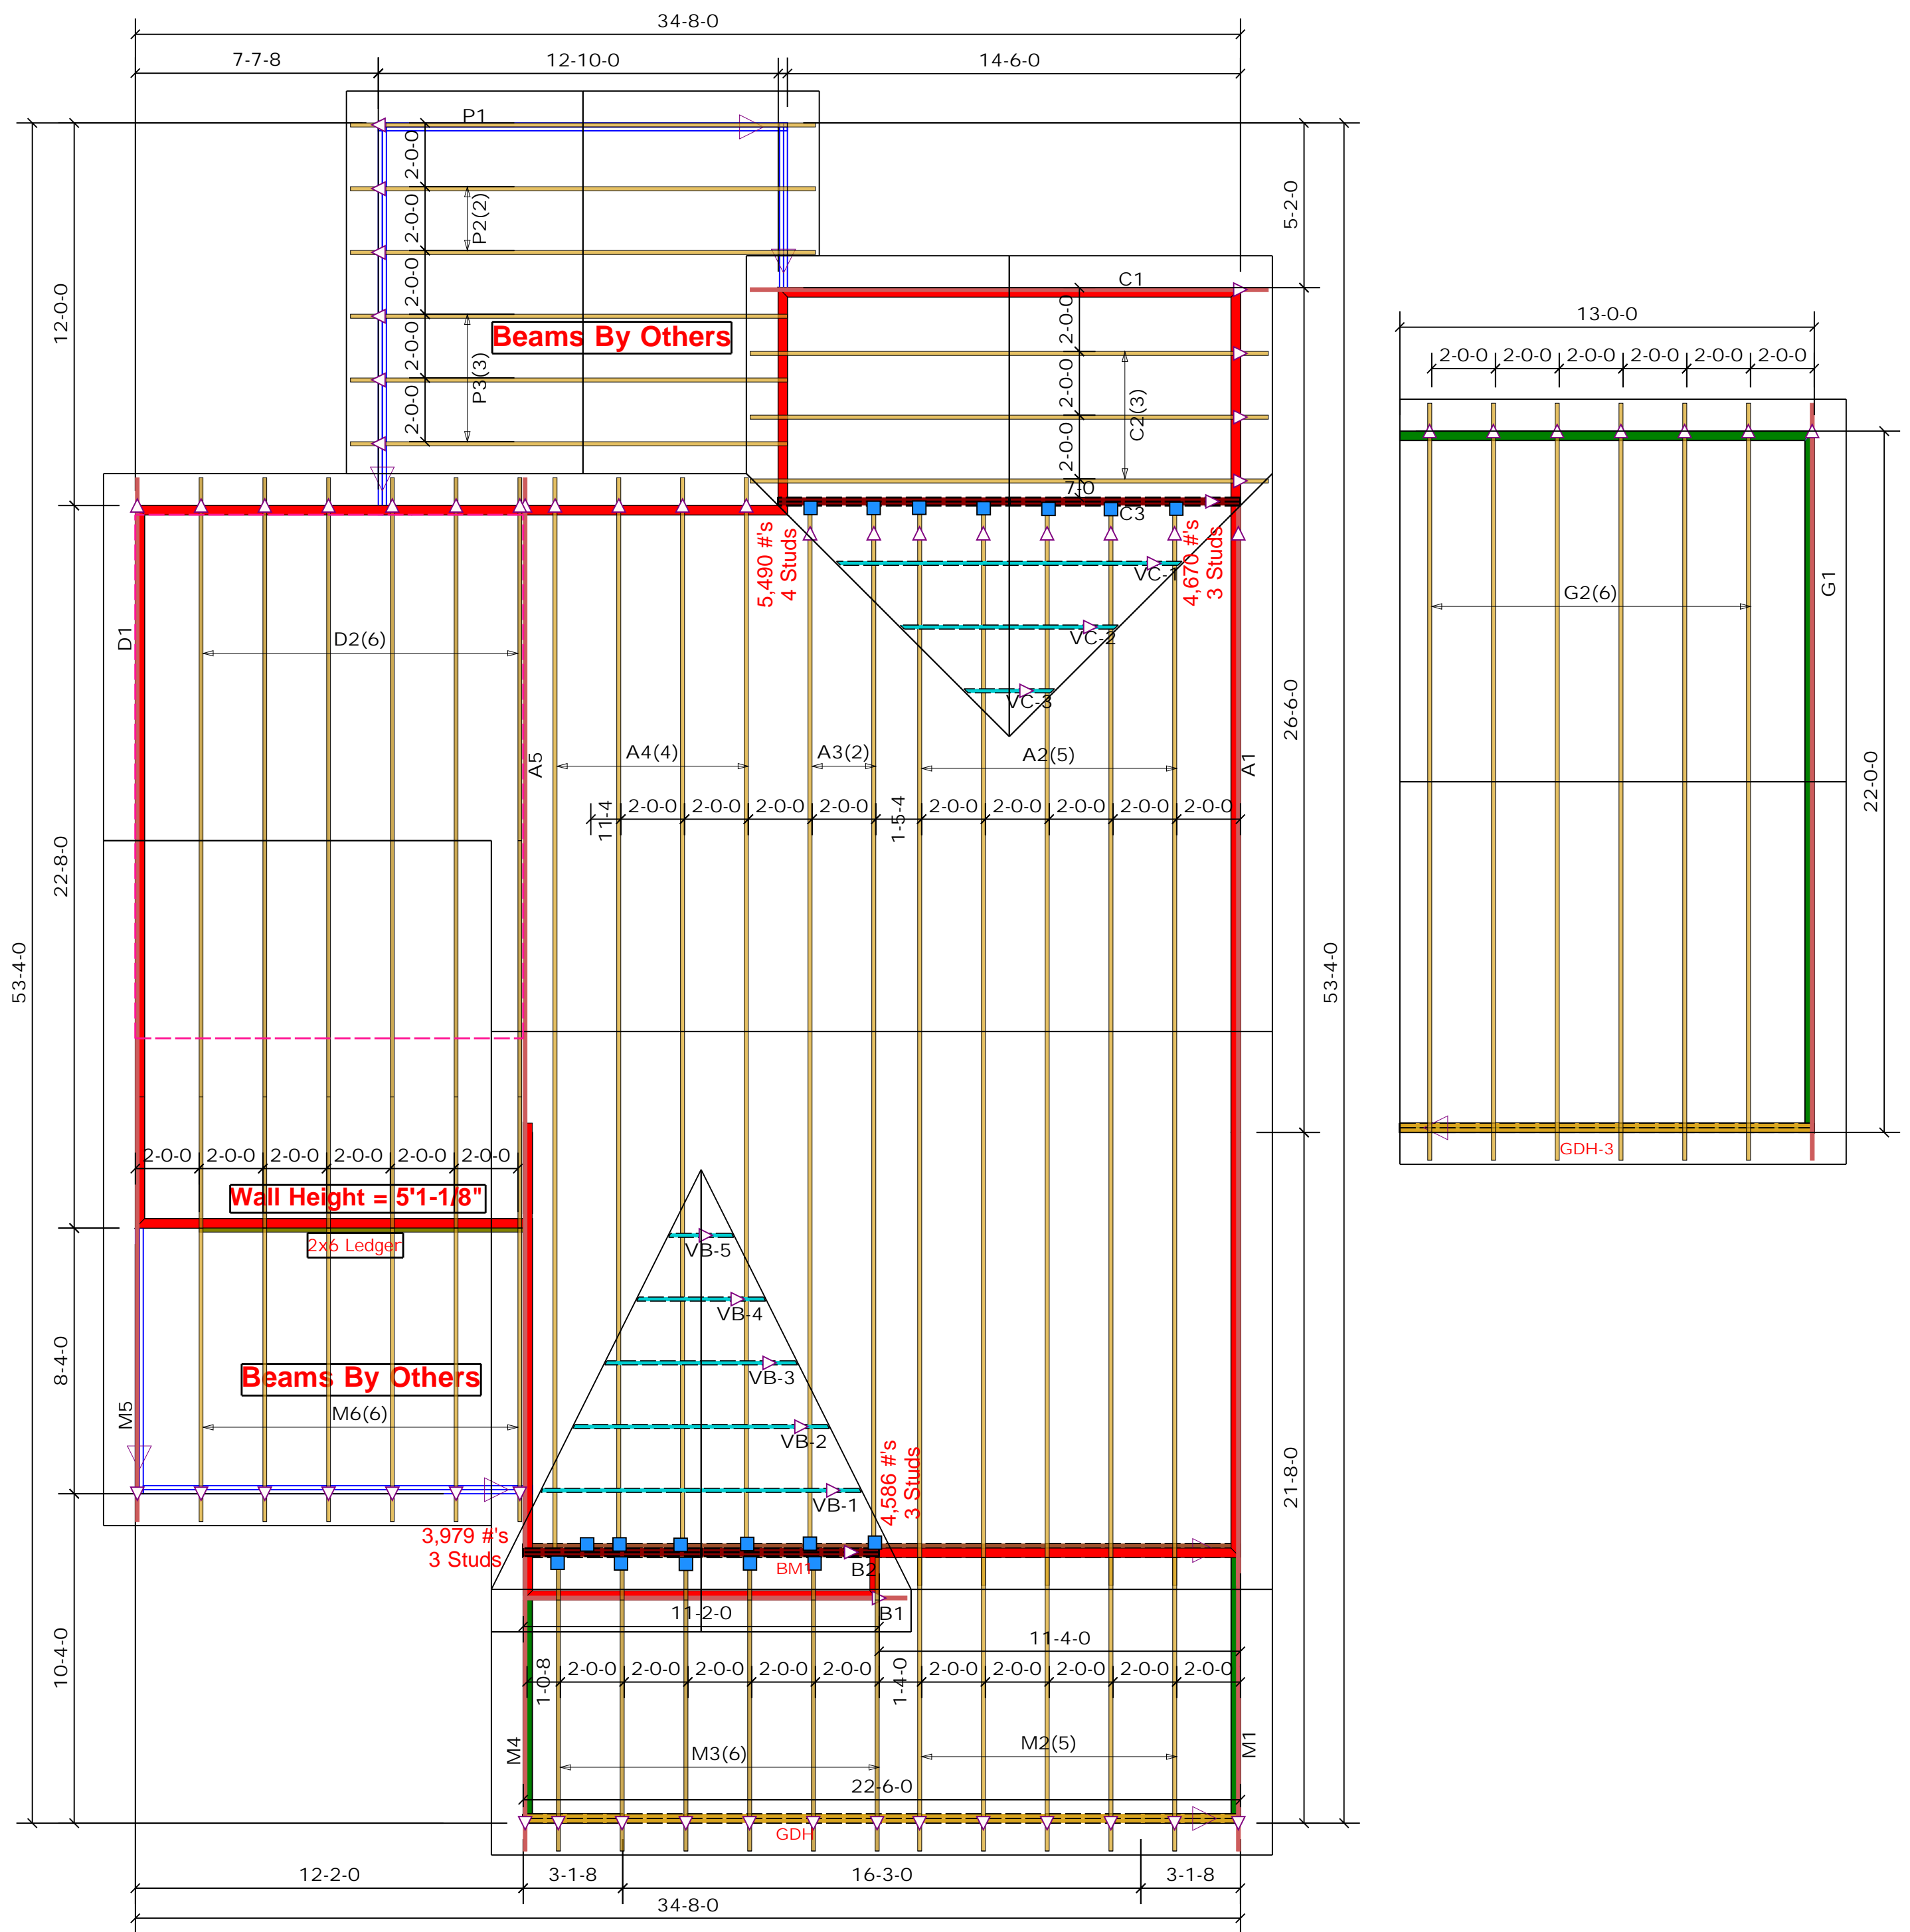 34-8-0
7-7-8
12-10-0
14-6-0
P1
2-0-0
2-0-0
2-0-0
2-0-0
2-0-0
P2(2)
P3(3)
Beams By Others
12-0-0
5-2-0
C1
2-0-0
2-0-0
2-0-0
C2(3)
7-0
C3
5,490 #'s
4 Studs
4,670 #'s
3 Studs
VC-1
VC-2
VC-3
13-0-0
2-0-0
2-0-0
2-0-0
2-0-0
2-0-0
2-0-0
G2(6)
G1
22-0-0
GDH-3
D1
D2(6)
A5
A4(4)
A3(2)
A2(5)
A1
26-6-0
11-4
2-0-0
2-0-0
2-0-0
2-0-0
1-5-4
2-0-0
2-0-0
2-0-0
2-0-0
2-0-0
22-8-0
53-4-0
53-4-0
2-0-0
2-0-0
2-0-0
2-0-0
2-0-0
2-0-0
Wall Height = 5'1-1/8"
2x6 Ledger
VB-5
VB-4
VB-3
VB-2
VB-1
8-4-0
Beams By Others
M5
M6(6)
4,586 #'s
3 Studs
21-8-0
3,979 #'s
3 Studs
BM1
B2
B1
11-2-0
11-4-0
10-4-0
1-0-8
2-0-0
2-0-0
2-0-0
2-0-0
2-0-0
1-4-0
2-0-0
2-0-0
2-0-0
2-0-0
2-0-0
M4
M3(6)
M2(5)
M1
22-6-0
GDH
12-2-0
3-1-8
16-3-0
3-1-8
34-8-0